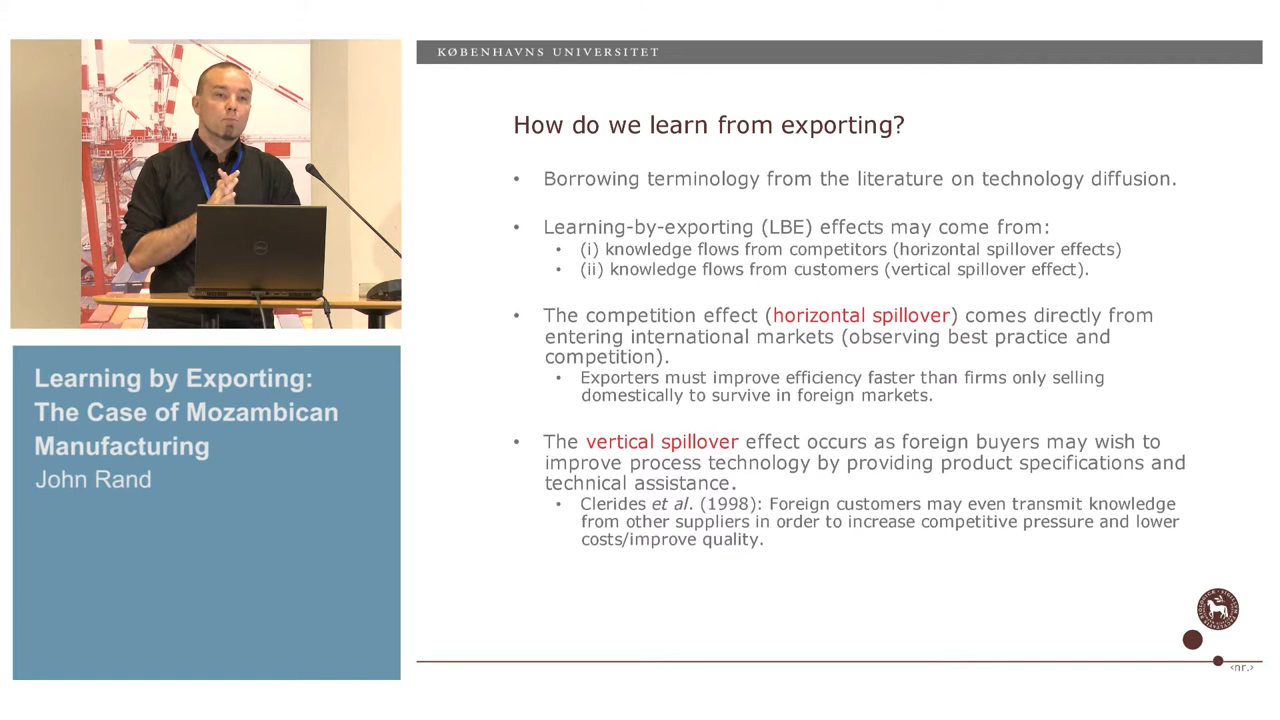 KØBENHAVNS UNIVERSITET
How do we learn from exporting?
• Borrowing terminology from the literature on technology diffusion.
• Learning-by-exporting (LBE) effects may come from:
• (i) knowledge flows from competitors (horizontal spillover effects)
• (ii) knowledge flows from customers (vertical spillover effect).
• The competition effect (horizontal spillover) comes directly from
entering international markets (observing best practice and
competition).
• Exporters must improve efficiency faster than firms only selling
domestically to survive in foreign markets.
• The vertical spillover effect occurs as foreign buyers may wish to
improve process technology by providing product specifications and
technical assistance.
• Clerides et al. (1998): Foreign customers may even transmit knowledge
from other suppliers in order to increase competitive pressure and lower
costs/improve quality.
‹nr.›
Learning by Exporting:
The Case of Mozambican
Manufacturing
John Rand